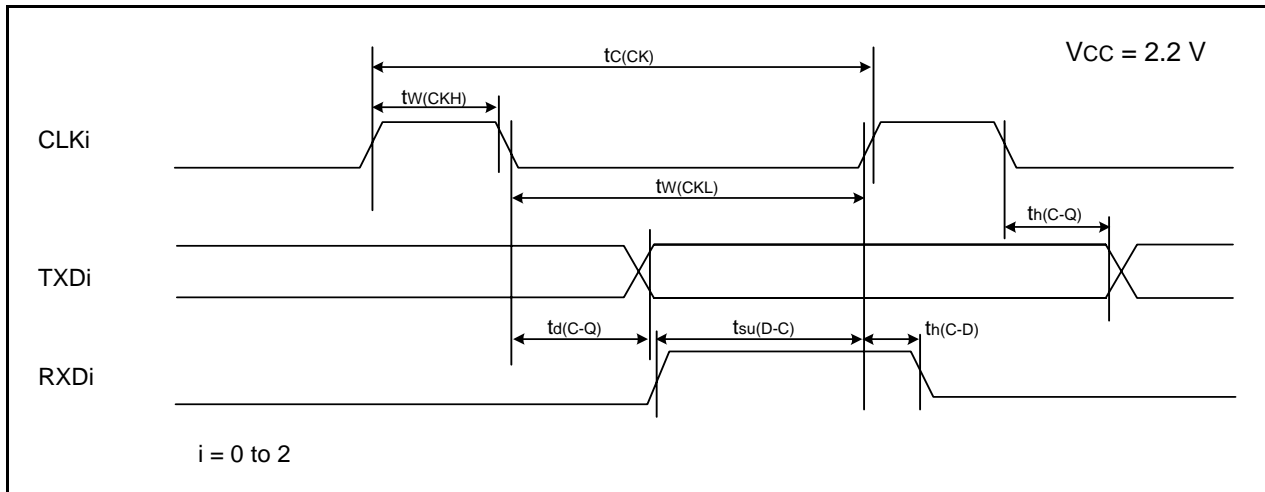 tC(CK)
VCC = 2.2 V
tW(CKH)
CLKi
tW(CKL)
th(C-Q)
TXDi
td(C-Q)
tsu(D-C)
th(C-D)
RXDi
i = 0 to 2